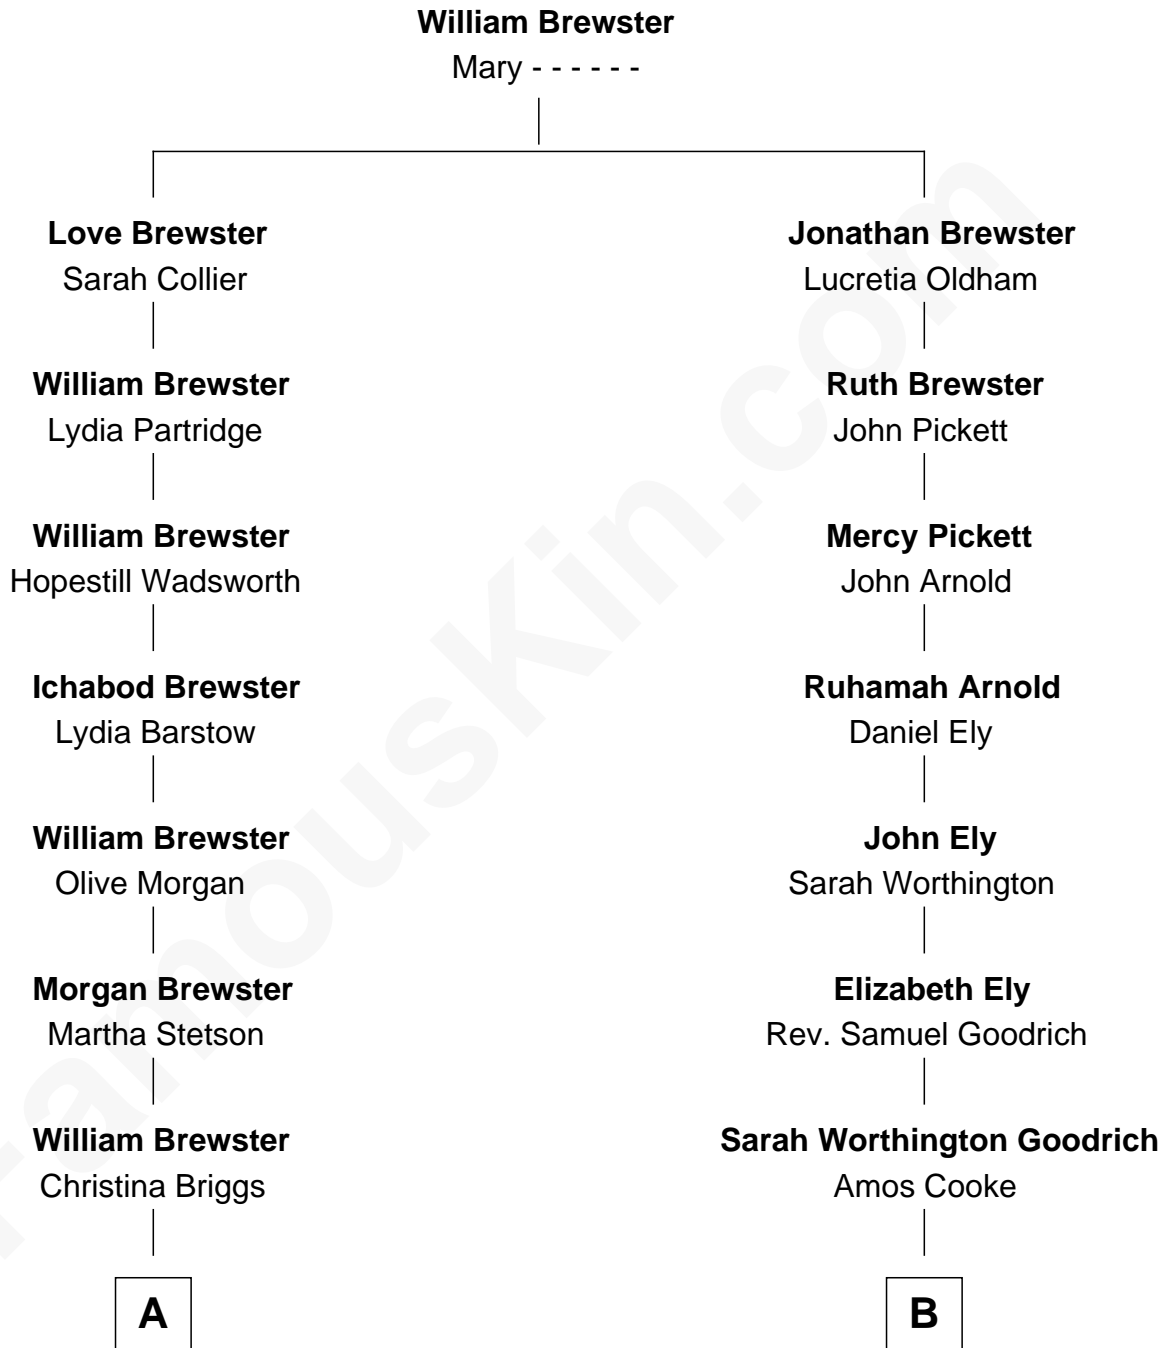 William Brewster
Mary - - - - - -
Love Brewster
Sarah Collier
Jonathan Brewster
Lucretia Oldham
William Brewster
Lydia Partridge
Ruth Brewster
John Pickett
William Brewster
Hopestill Wadsworth
Mercy Pickett
John Arnold
Ichabod Brewster
Lydia Barstow
Ruhamah Arnold
Daniel Ely
William Brewster
Olive Morgan
John Ely
Sarah Worthington
Morgan Brewster
Martha Stetson
Elizabeth Ely
Rev. Samuel Goodrich
William Brewster
Christina Briggs
Sarah Worthington Goodrich
Amos Cooke
A
B
FamousKin.com